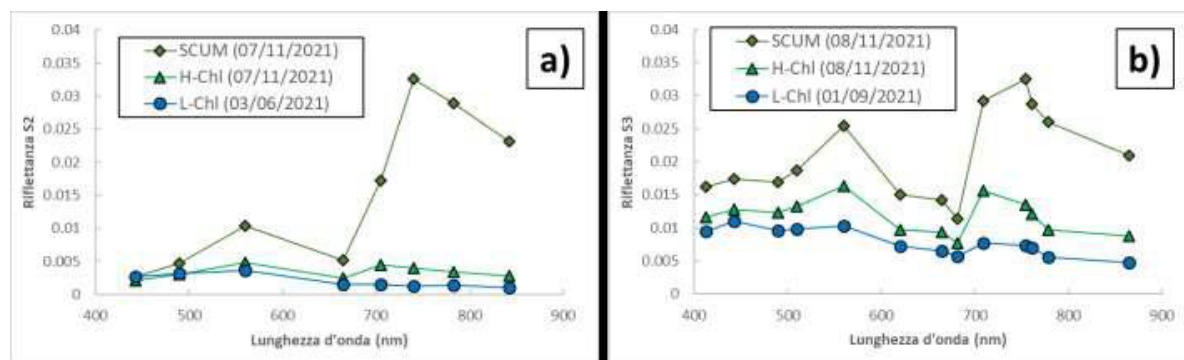 0.04
0.035
0.03
0.025
0.02
0.015
0.01
0.005
0
Riflettanza S2
SCUM (07/11/2021)
H-Chl (07/11/2021)
L-Chl (03/06/2021)
a)
400 500 600 700 800 900
Lunghezza d'onda (nm)
0.04
0.035
0.03
0.025
0.02
0.015
0.01
0.005
0
Riflettanza S3
SCUM (08/11/2021)
H-Chl (08/11/2021)
L-Chl (01/09/2021)
b)
400 500 600 700 800 900
Lunghezza d'onda (nm)